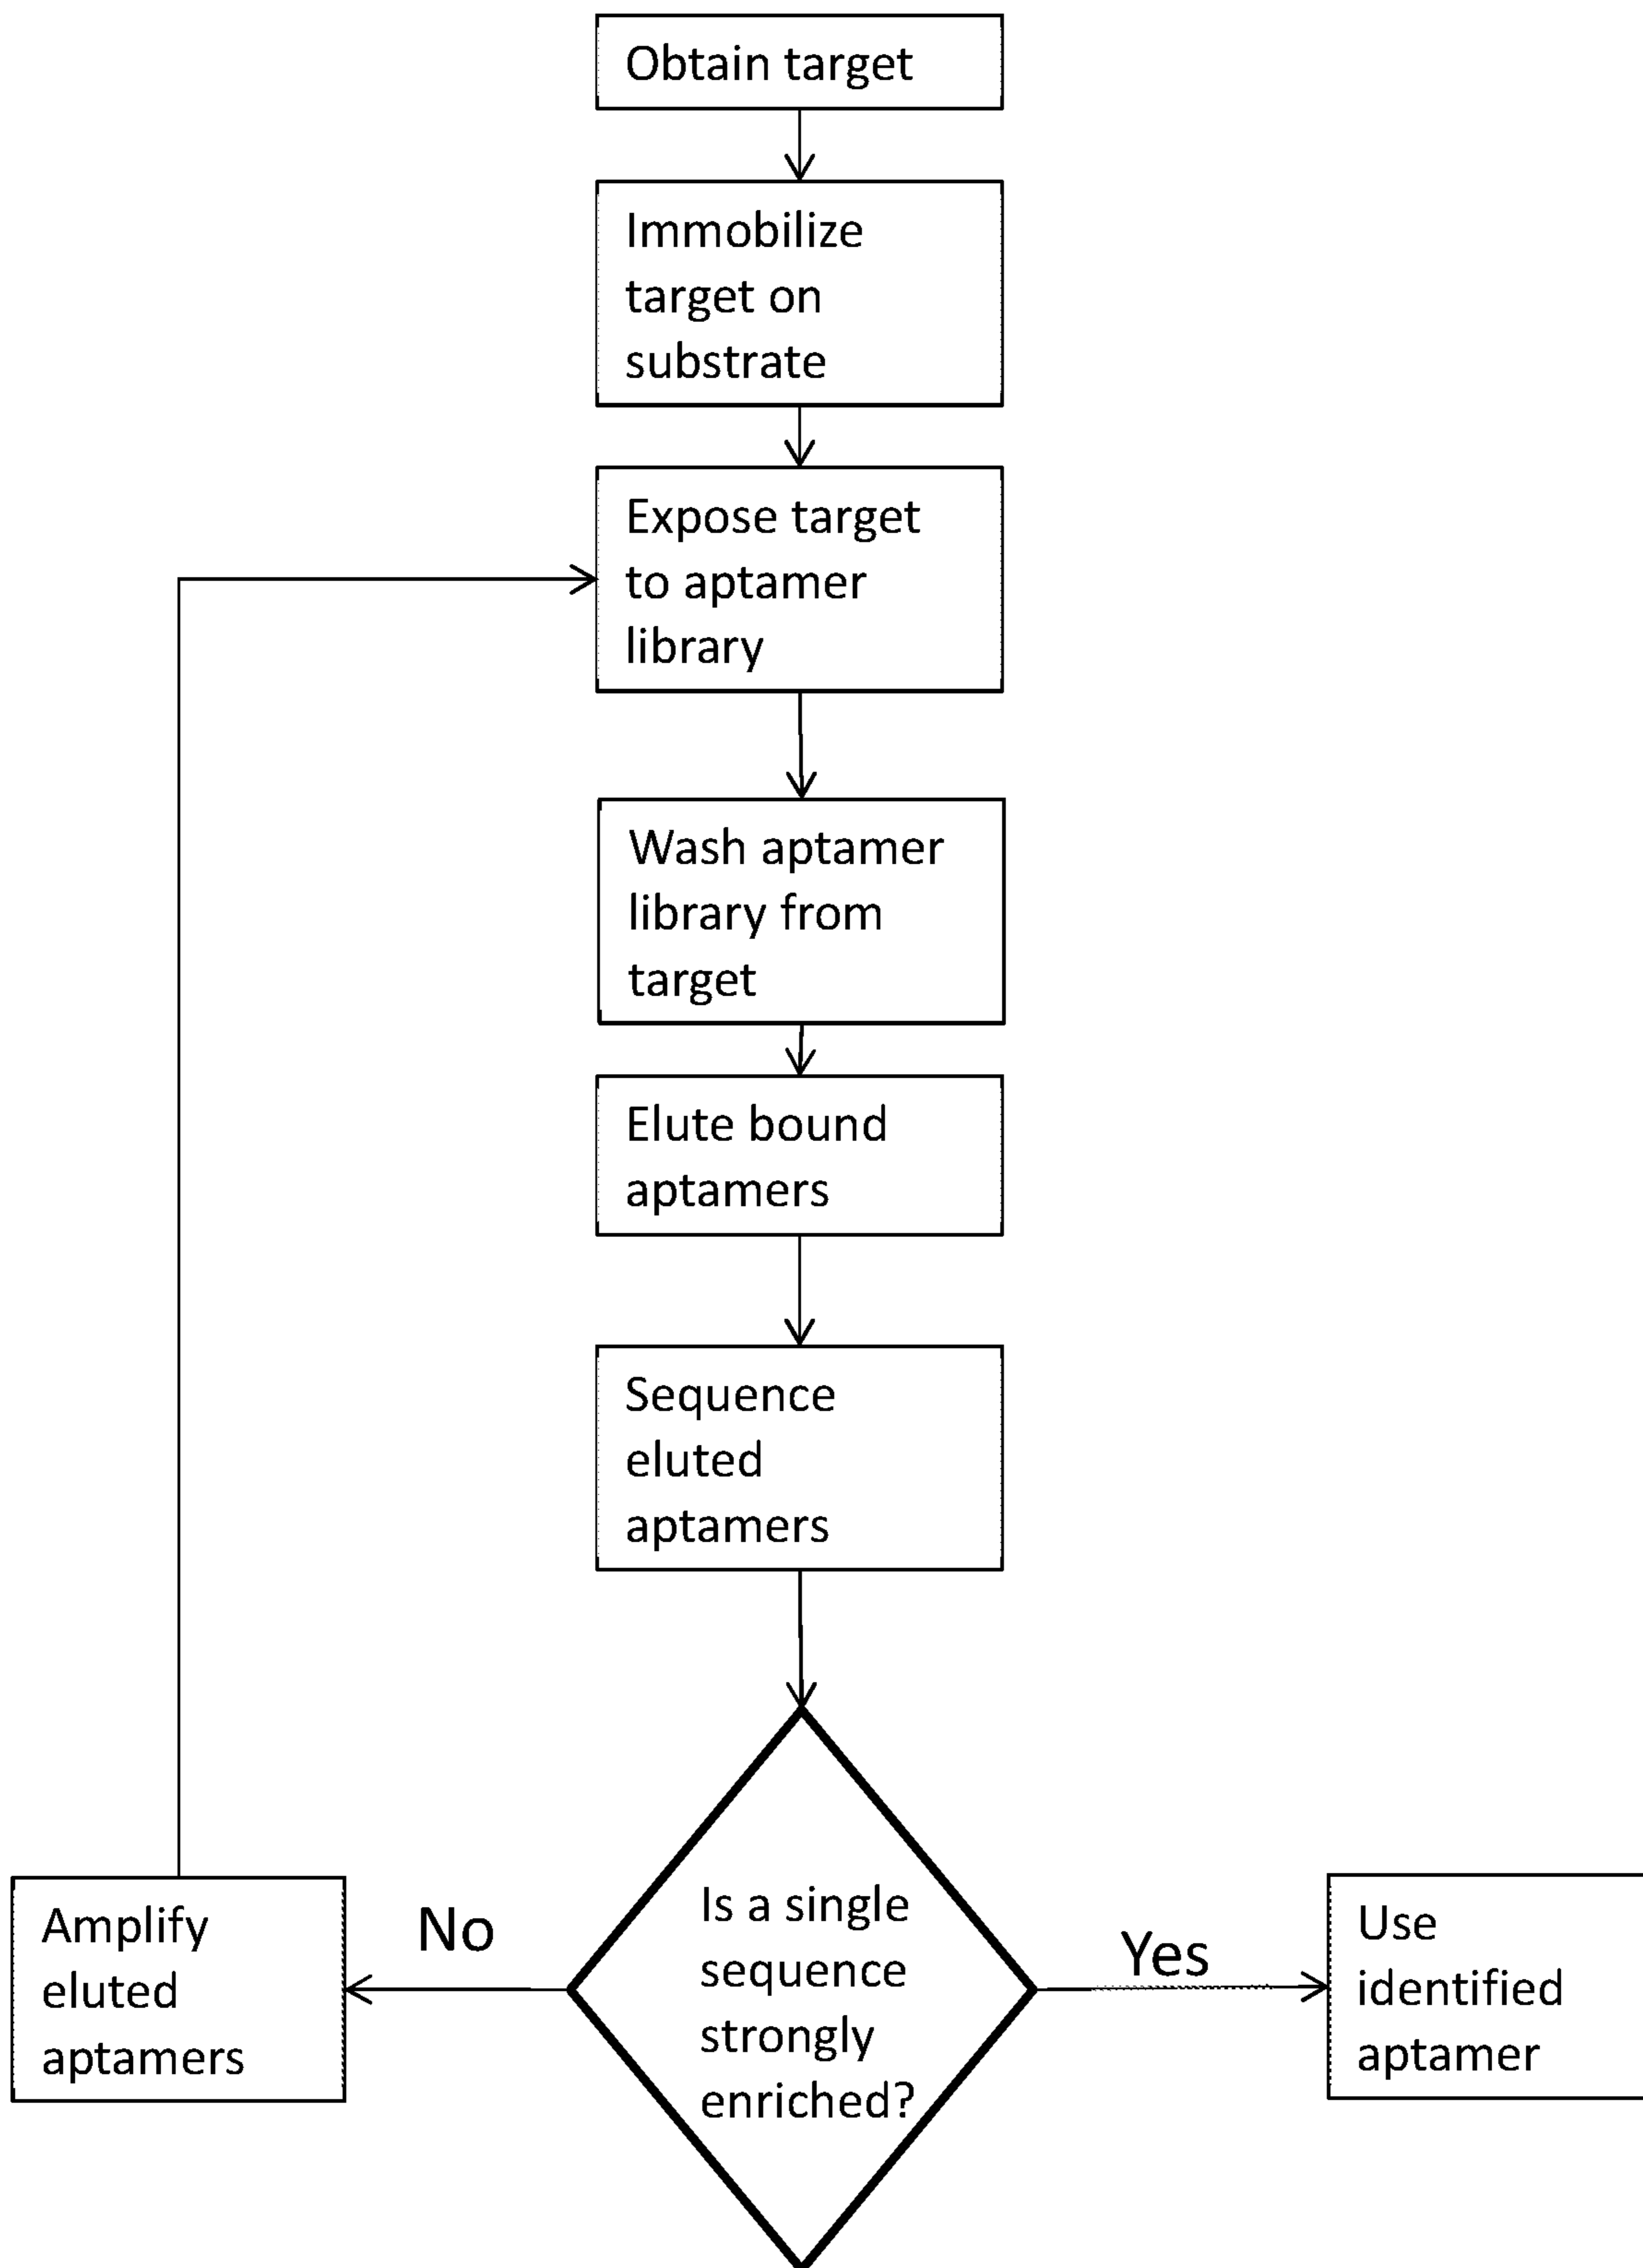 Obtain target
Immobilize
target on
substrate
Expose target
to aptamer
library
Wash aptamer
library from
target
Elute bound
aptamers
Sequence
eluted
aptamers
Is a single
sequence
strongly
enriched?
No
Amplify
eluted
aptamers
Yes
Use
identified
aptamer